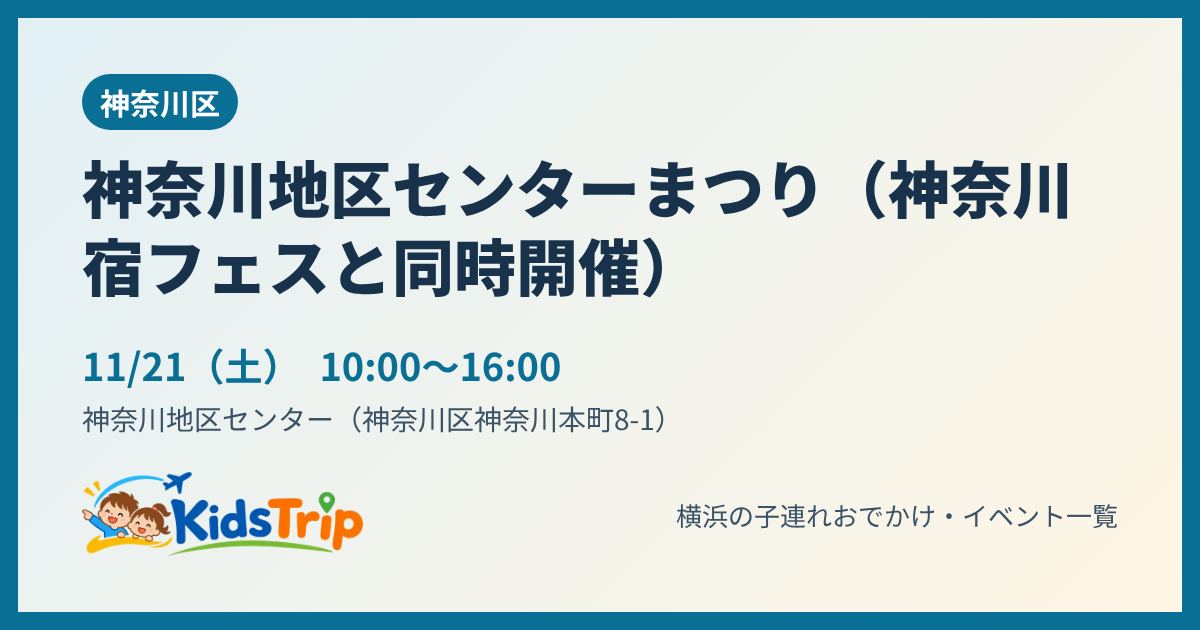 神奈川区
神奈川地区センターまつり（神奈川
宿フェスと同時開催）
11/21（土） 10:00～16:00
神奈川地区センター（神奈川区神奈川本町8-1）
KidsTrip
横浜の子連れおでかけ・イベント一覧